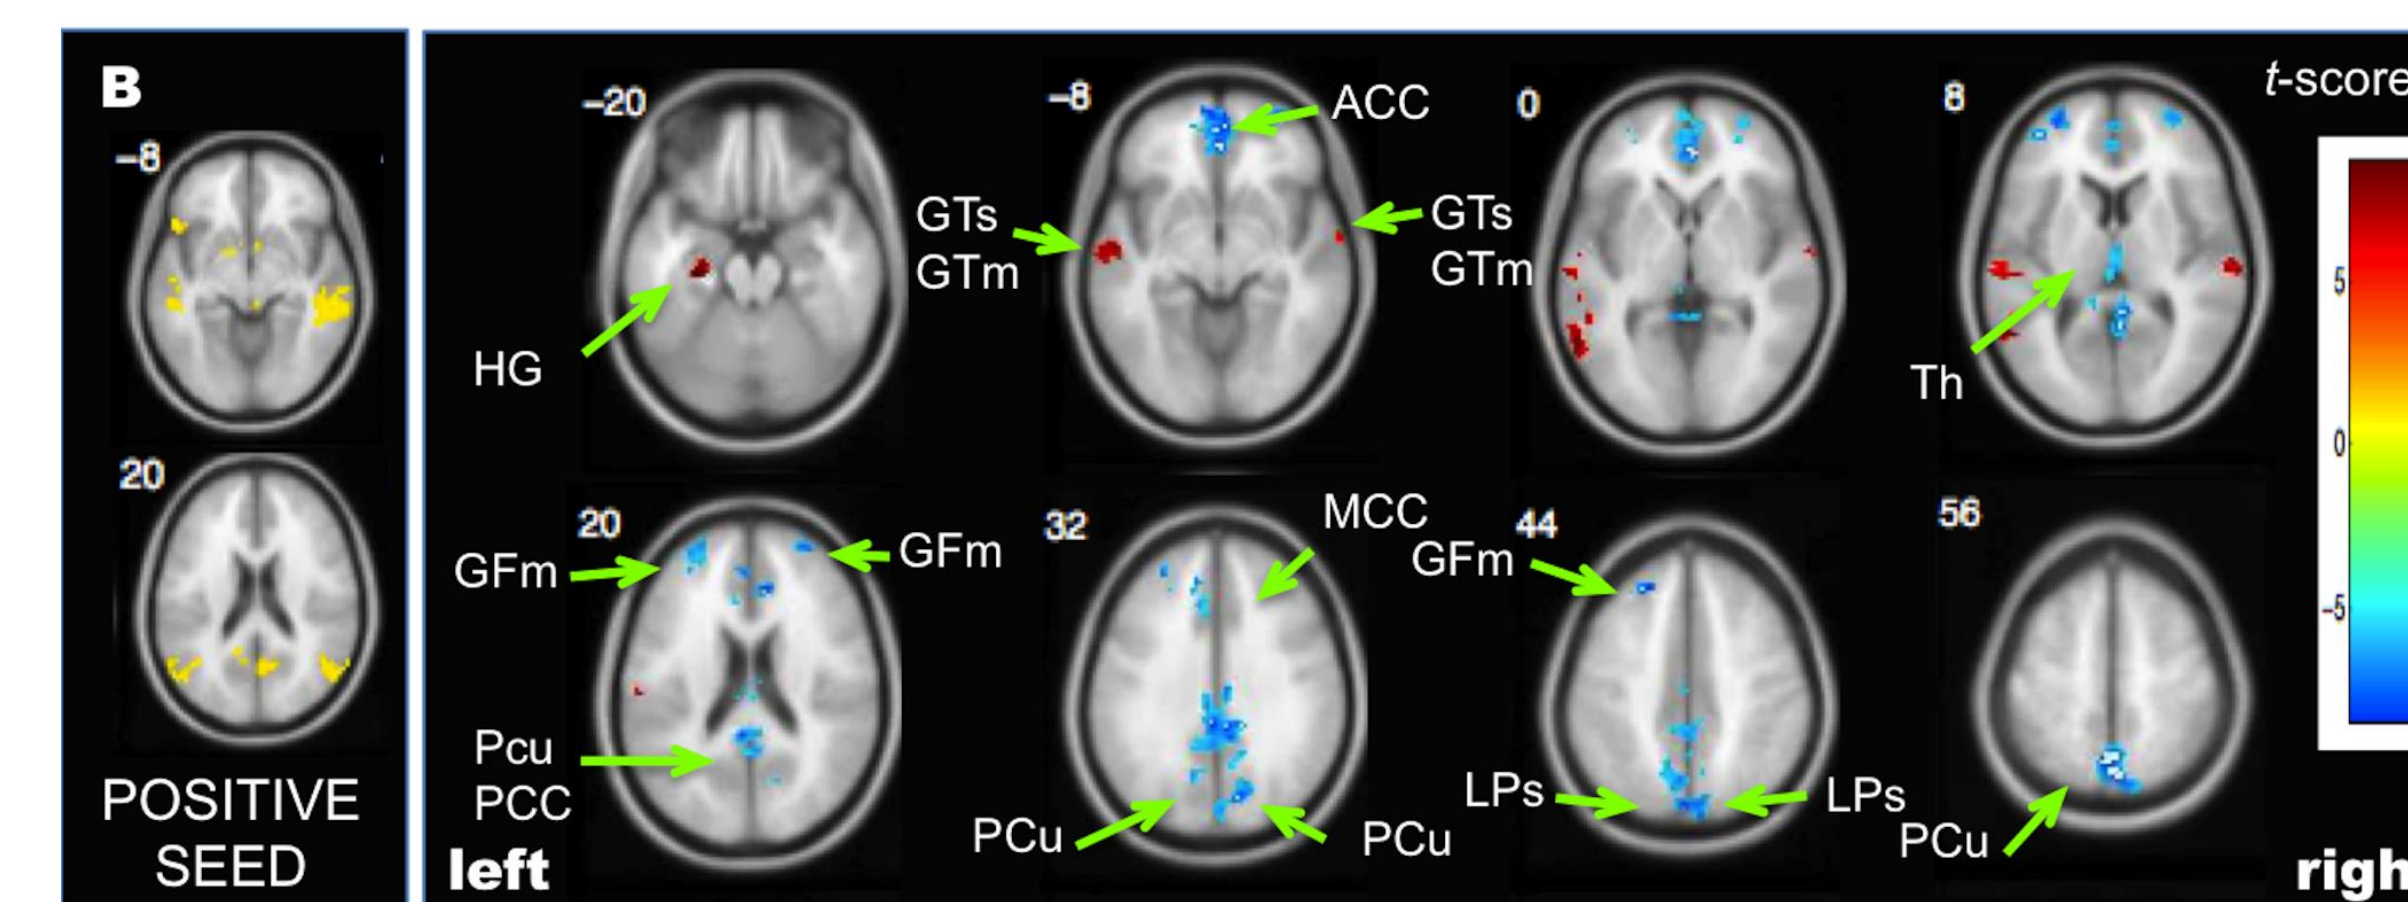 B
–8
20
POSITIVE
SEED
–20
–8
0
8
t-score
ACC
GTs
GTm
GTs
GTm
HG
Th
5
0
–5
20
32
44
56
MCC
GFm
GFm
GFm
Pcu
PCC
PCu
PCu
LPs
LPs
PCu
left
righ